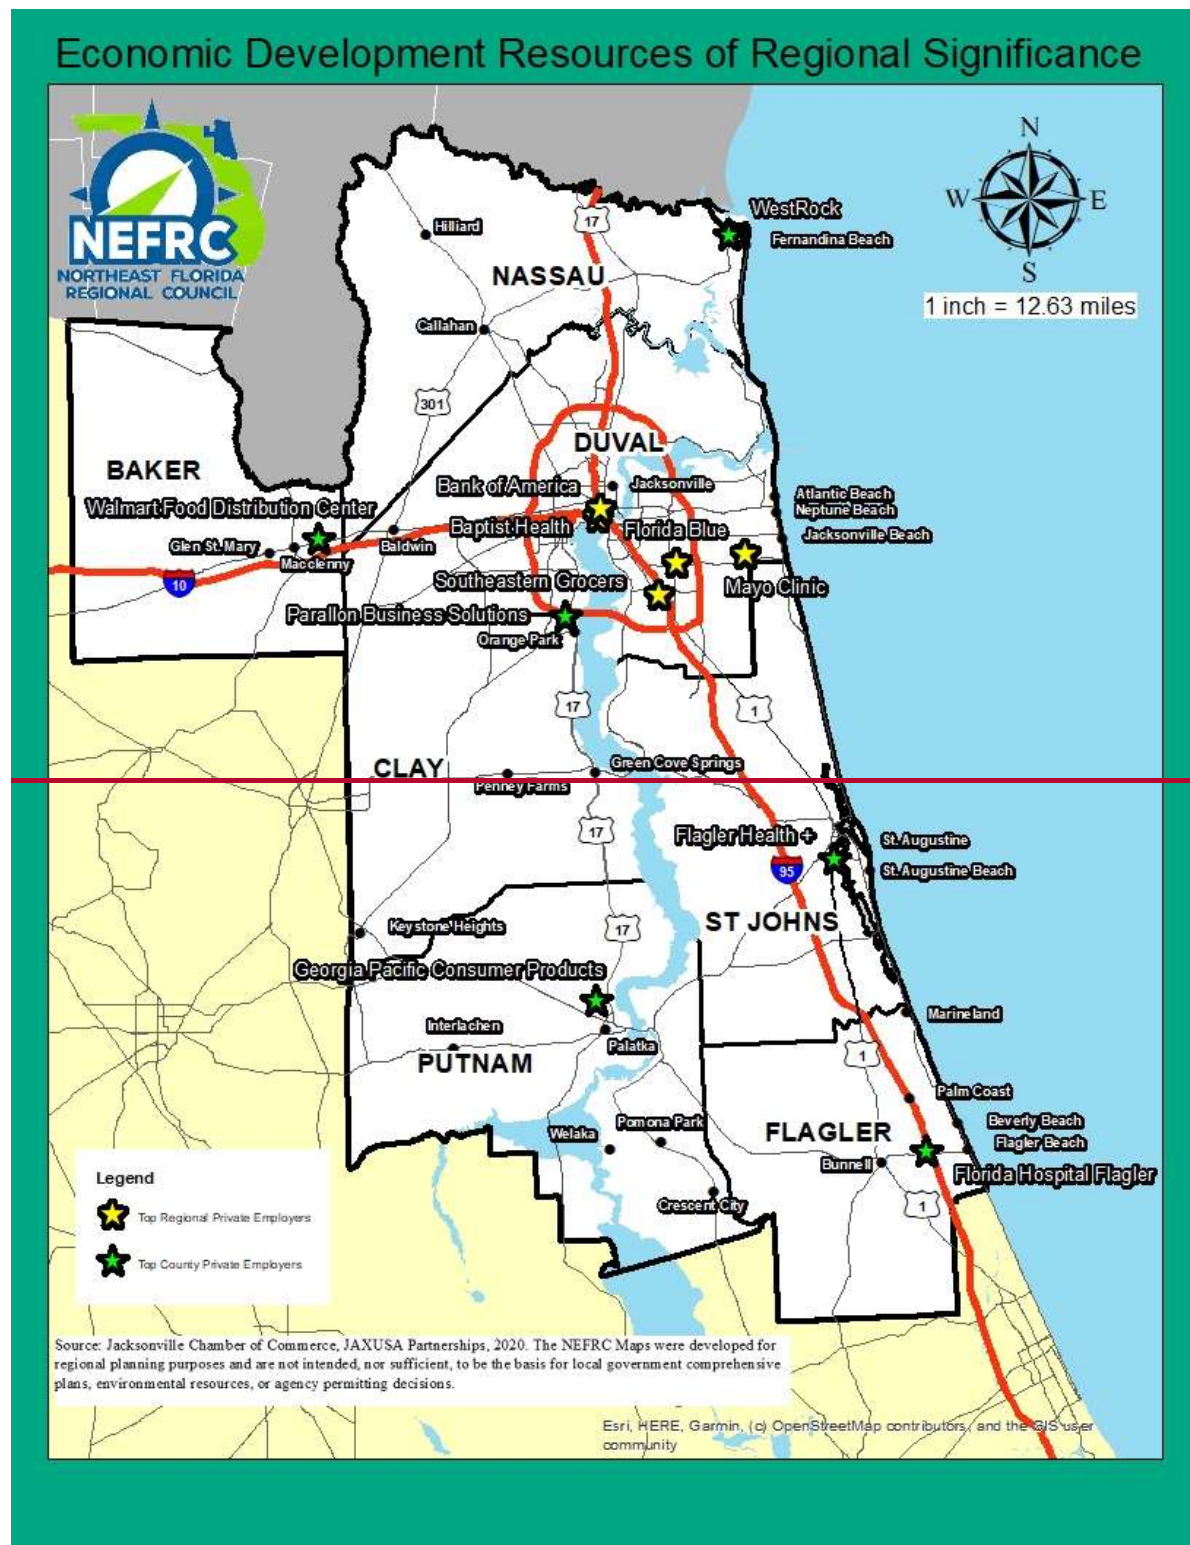 Economic Development Resources of Regional Significance
NEFRC
NORTHEAST FLORIDA
REGIONAL COUNCIL
N
W
E
S
1 inch = 12.63 miles
WestRock
Fernandina Beach
17
Hilliard
NASSAU
Callahan
301
DUVAL
BAKER
Bank of America
Jacksonville
Walmart Food Distribution Center
Atlantic Beach
Neptune Beach
Baptist Health
Florida Blue
Jacksonville Beach
Glen St. Mary
Baldwin
Macclenny
10
Southeastern Grocers
Mayo Clinic
Parallon Business Solutions
Orange Park
17
1
CLAY
Green Cove Springs
Penney Farms
17
Flagler Health +
St. Augustine
95
St. Augustine Beach
ST JOHNS
Keystone Heights
17
Georgia Pacific Consumer Products
Marineland
Interlachen
Palatka
1
PUTNAM
Palm Coast
Pomona Park
Beverly Beach
Welaka
FLAGLER
Flagler Beach
Bunnell
Florida Hospital Flagler
Crescent City
1
Legend
Top Regional Private Employers
Top County Private Employers
Source: Jacksonville Chamber of Commerce, JAXUSA Partnerships, 2020. The NEFRC Maps were developed for
regional planning purposes and are not intended, nor sufficient, to be the basis for local government comprehensive
plans, environmental resources, or agency permitting decisions.
Esri, HERE, Garmin, (c) OpenStreetMap contributors, and the GIS user
community